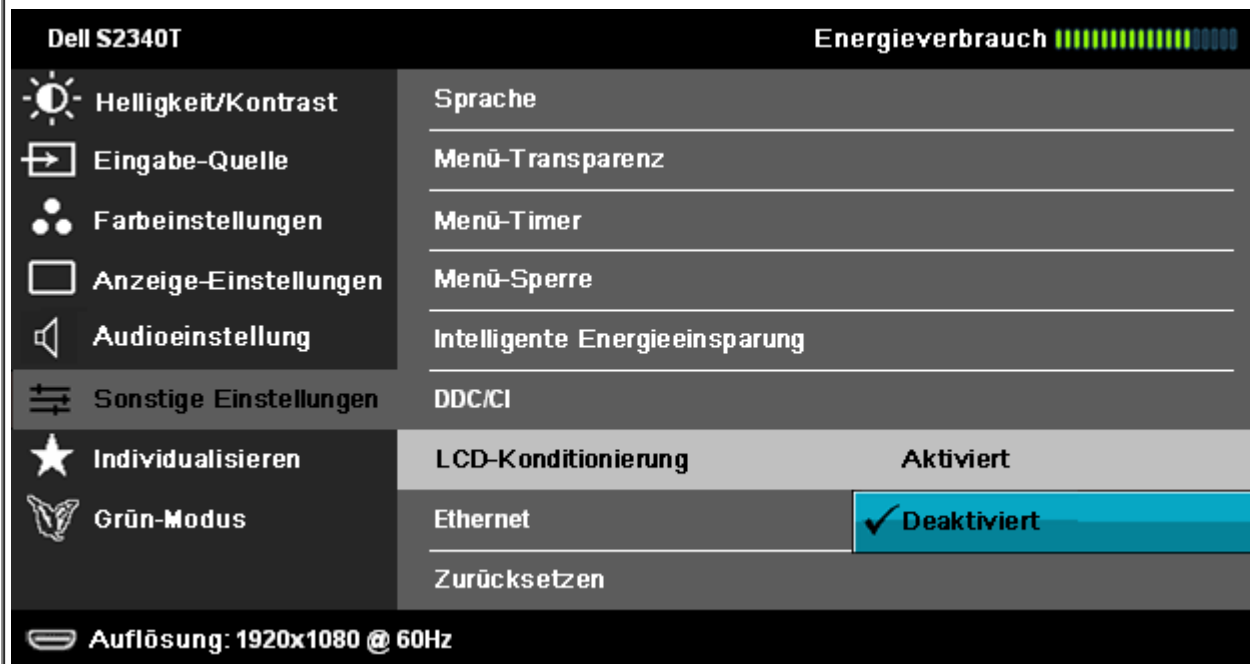 Dell S2340T Energieverbrauch
Helligkeit/Kontrast Sprache
Eingabe-Quelle Menü-Transparenz
Farbeinstellungen Menü-Timer
Anzeige-Einstellungen Menü-Sperre
Audioeinstellung Intelligente Energieeinsparung
Sonstige Einstellungen DDC/CI
Individualisieren LCD-Konditionierung Aktiviert
Grün-Modus Ethernet Deaktiviert
Zurücksetzen
Auflösung: 1920x1080 @ 60Hz